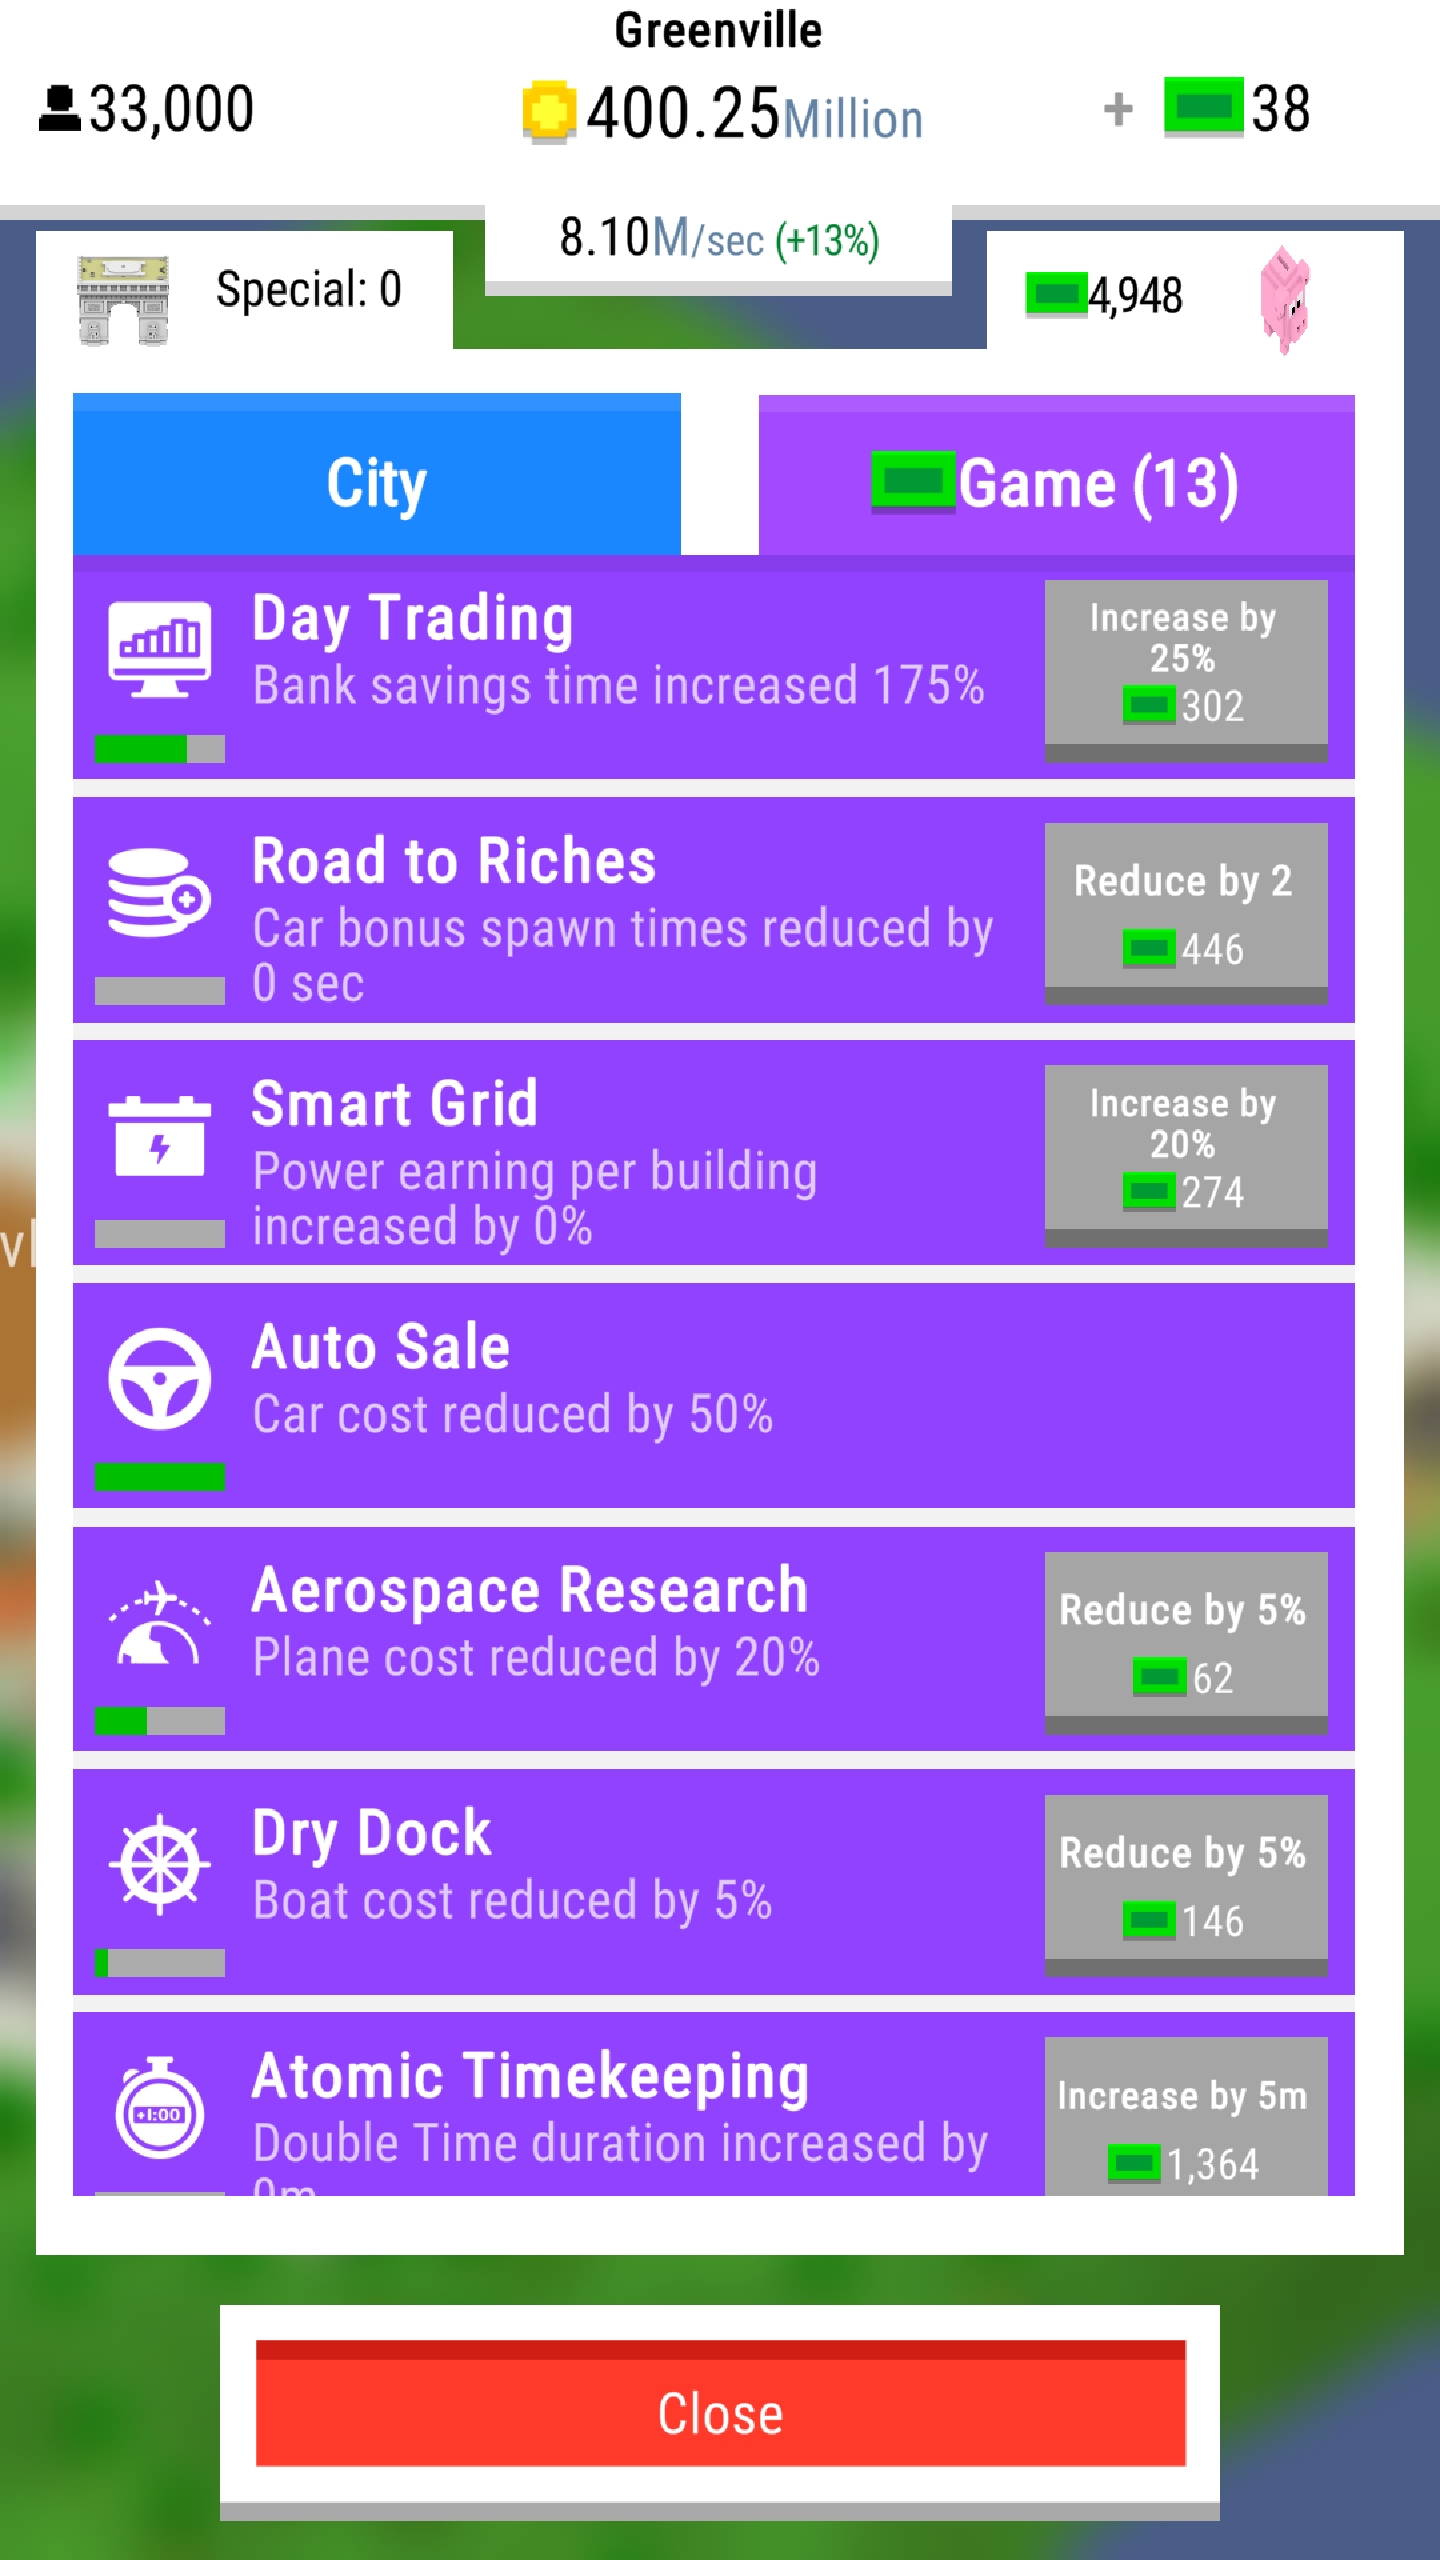 Greenville
33,000
400.25Million
+ 38
8.10M/sec (+13%)
Special: 0
4,948
City
Game (13)
Day Trading
Bank savings time increased 175%
Increase by
25%
302
Road to Riches
Car bonus spawn times reduced by
0 sec
Reduce by 2
446
Smart Grid
Power earning per building
increased by 0%
Increase by
20%
274
Auto Sale
Car cost reduced by 50%
Aerospace Research
Plane cost reduced by 20%
Reduce by 5%
62
Dry Dock
Boat cost reduced by 5%
Reduce by 5%
146
Atomic Timekeeping
+1:00
Double Time duration increased by
0m
Increase by 5m
1,364
Close